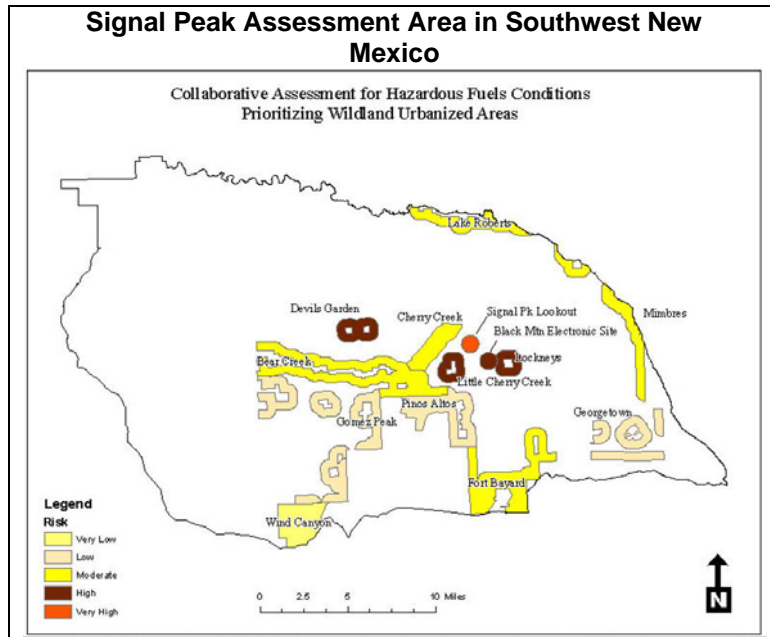 Signal Peak Assessment Area in Southwest New
Mexico
Collaborative Assessment for Hazardous Fuels Conditions
Prioritizing Wildland Urbanized Areas
Lake Roberts
Devils Garden
Cherry Creek
Signal Pk Lookout
Mimbres
Black Mtn Electronic Site
Bear Creek
Rockneys
Little Cherry Creek
Pinos Altos
Georgetown
Gomez Peak
Fort Bayard
Wind Canyon
Legend
Risk
Very Low
Low
Moderate
High
Very High
0 2.5 5 10 Miles
N